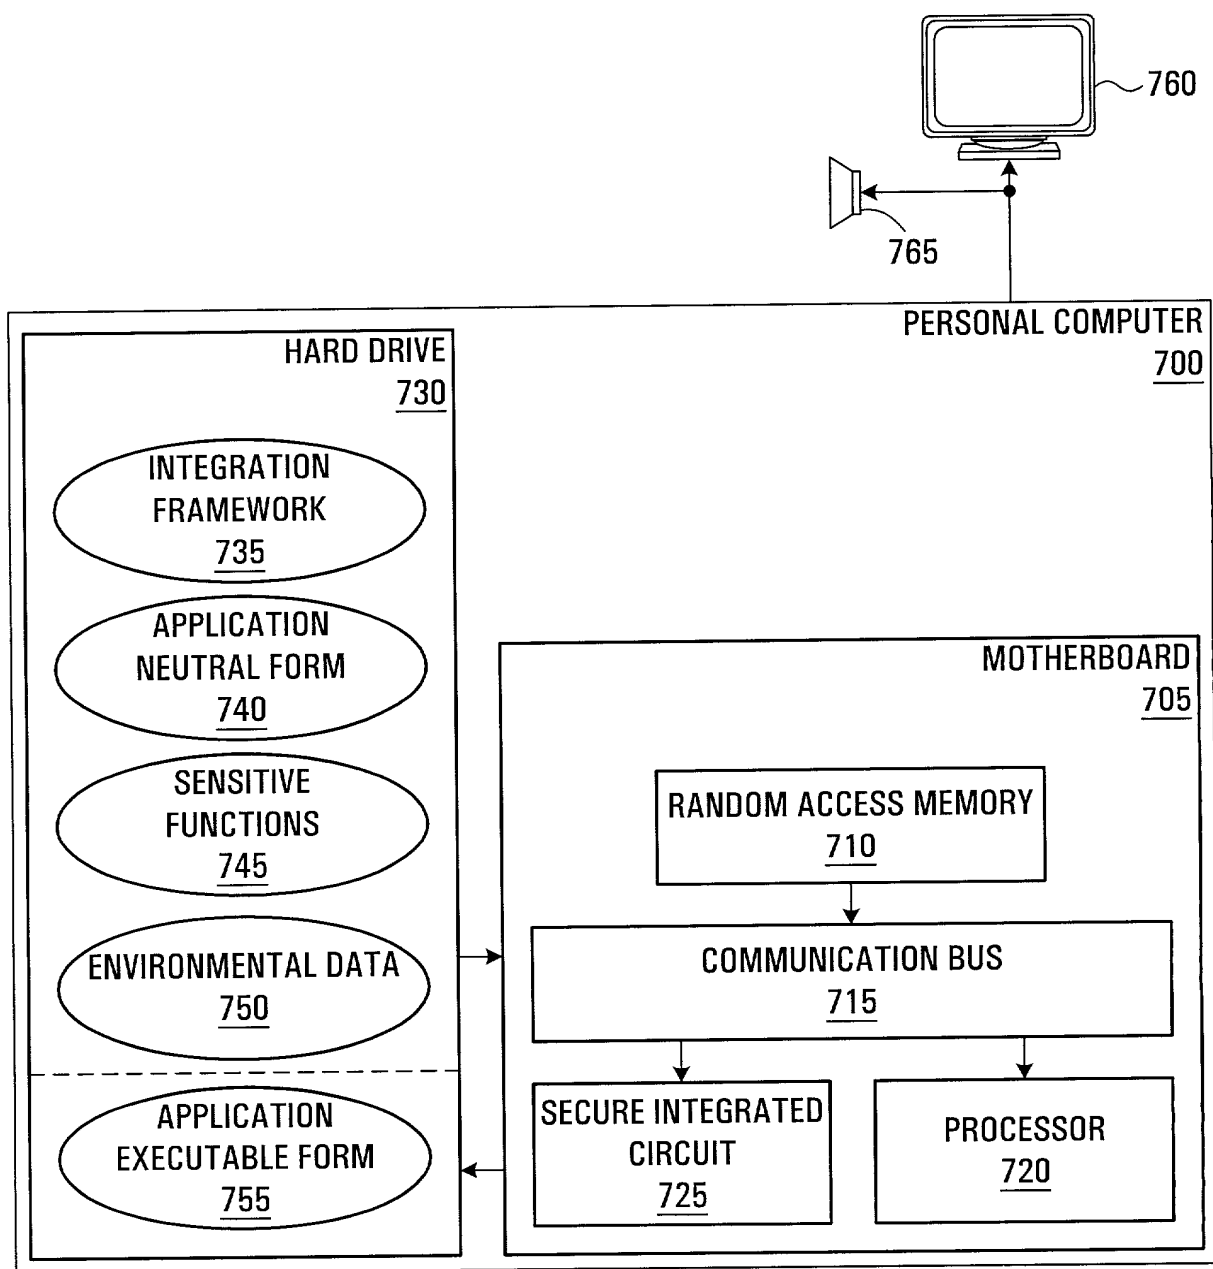 760
765
PERSONAL COMPUTER
700
HARD DRIVE
730
INTEGRATION
FRAMEWORK
735
APPLICATION
NEUTRAL FORM
740
SENSITIVE
FUNCTIONS
745
ENVIRONMENTAL DATA
750
APPLICATION
EXECUTABLE FORM
755
MOTHERBOARD
705
RANDOM ACCESS MEMORY
710
COMMUNICATION BUS
715
SECURE INTEGRATED
CIRCUIT
725
PROCESSOR
720